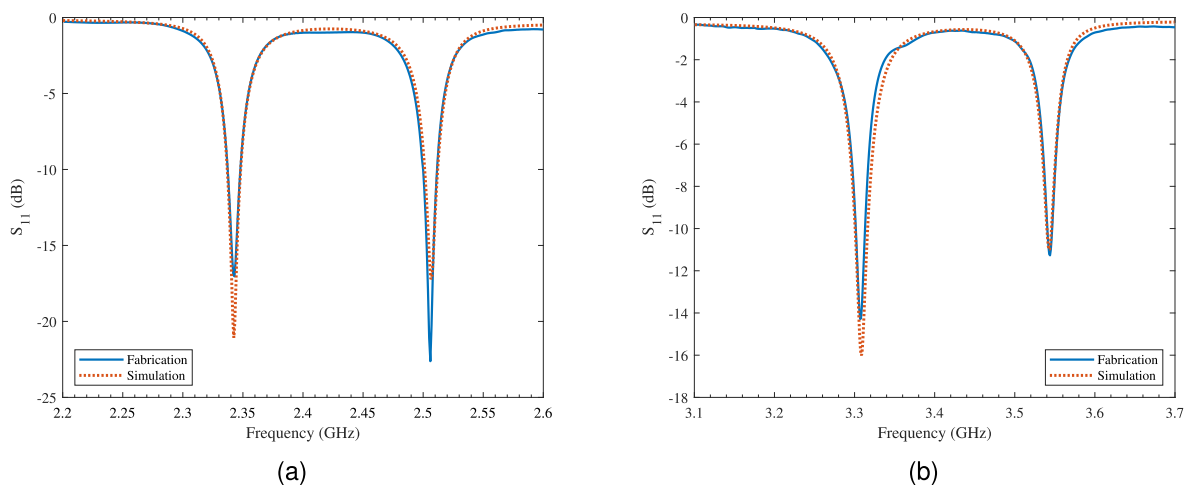 0
-5
-10
-15
-20
-25
S11 (dB)
Fabrication
Simulation
2.2 2.25 2.3 2.35 2.4 2.45 2.5 2.55 2.6
Frequency (GHz)
(a)
0
-2
-4
-6
-8
-10
-12
-14
-16
-18
S11 (dB)
Fabrication
Simulation
3.1 3.2 3.3 3.4 3.5 3.6 3.7
Frequency (GHz)
(b)